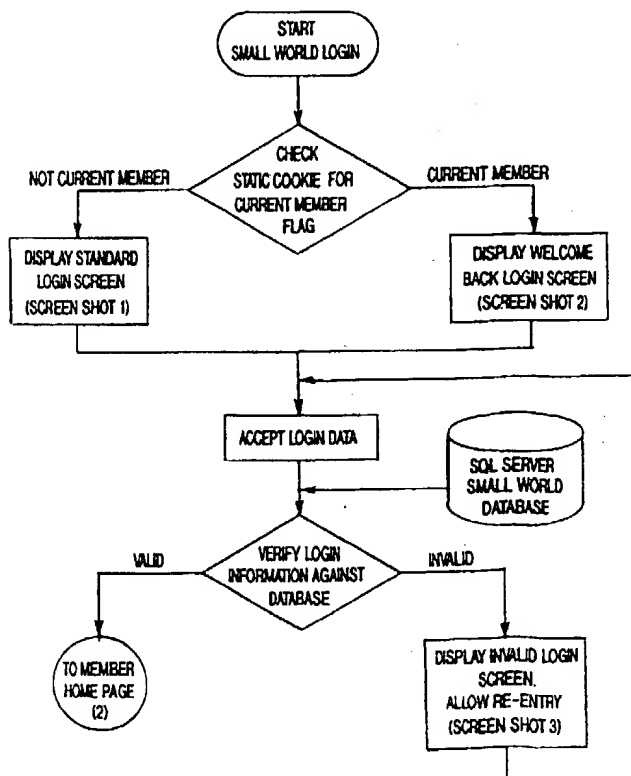 START
SMALL WORLD LOGIN
CHECK
STATIC COOKIE FOR
CURRENT MEMBER
FLAG
NOT CURRENT MEMBER
CURRENT MEMBER
DISPLAY STANDARD
LOGIN SCREEN
(SCREEN SHOT 1)
DISPLAY WELCOME
BACK LOGIN SCREEN
(SCREEN SHOT 2)
ACCEPT LOGIN DATA
SQL SERVER
SMALL WORLD
DATABASE
VERIFY LOGIN
INFORMATION AGAINST
DATABASE
VALID
INVALID
TO MEMBER
HOME PAGE
(2)
DISPLAY INVALID LOGIN
SCREEN.
ALLOW RE-ENTRY
(SCREEN SHOT 3)